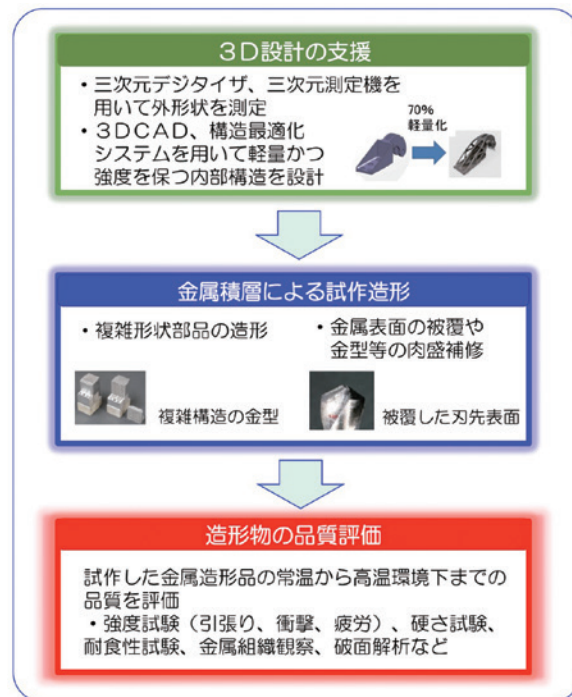 ３Ｄ設計の支援
・三次元デジタイザ、三次元測定機を
用いて外形状を測定
・３ＤＣＡＤ、構造最適化
システムを用いて軽量かつ
強度を保つ内部構造を設計
70%
軽量化
金属積層による試作造形
・複雑形状部品の造形
・金属表面の被覆や
金型等の肉盛補修
複雑構造の金型
被覆した刃先表面
造形物の品質評価
試作した金属造形品の常温から高温環境下までの
品質を評価
・強度試験（引張り、衝撃、疲労）、硬さ試験、
耐食性試験、金属組織観察、破面解析など